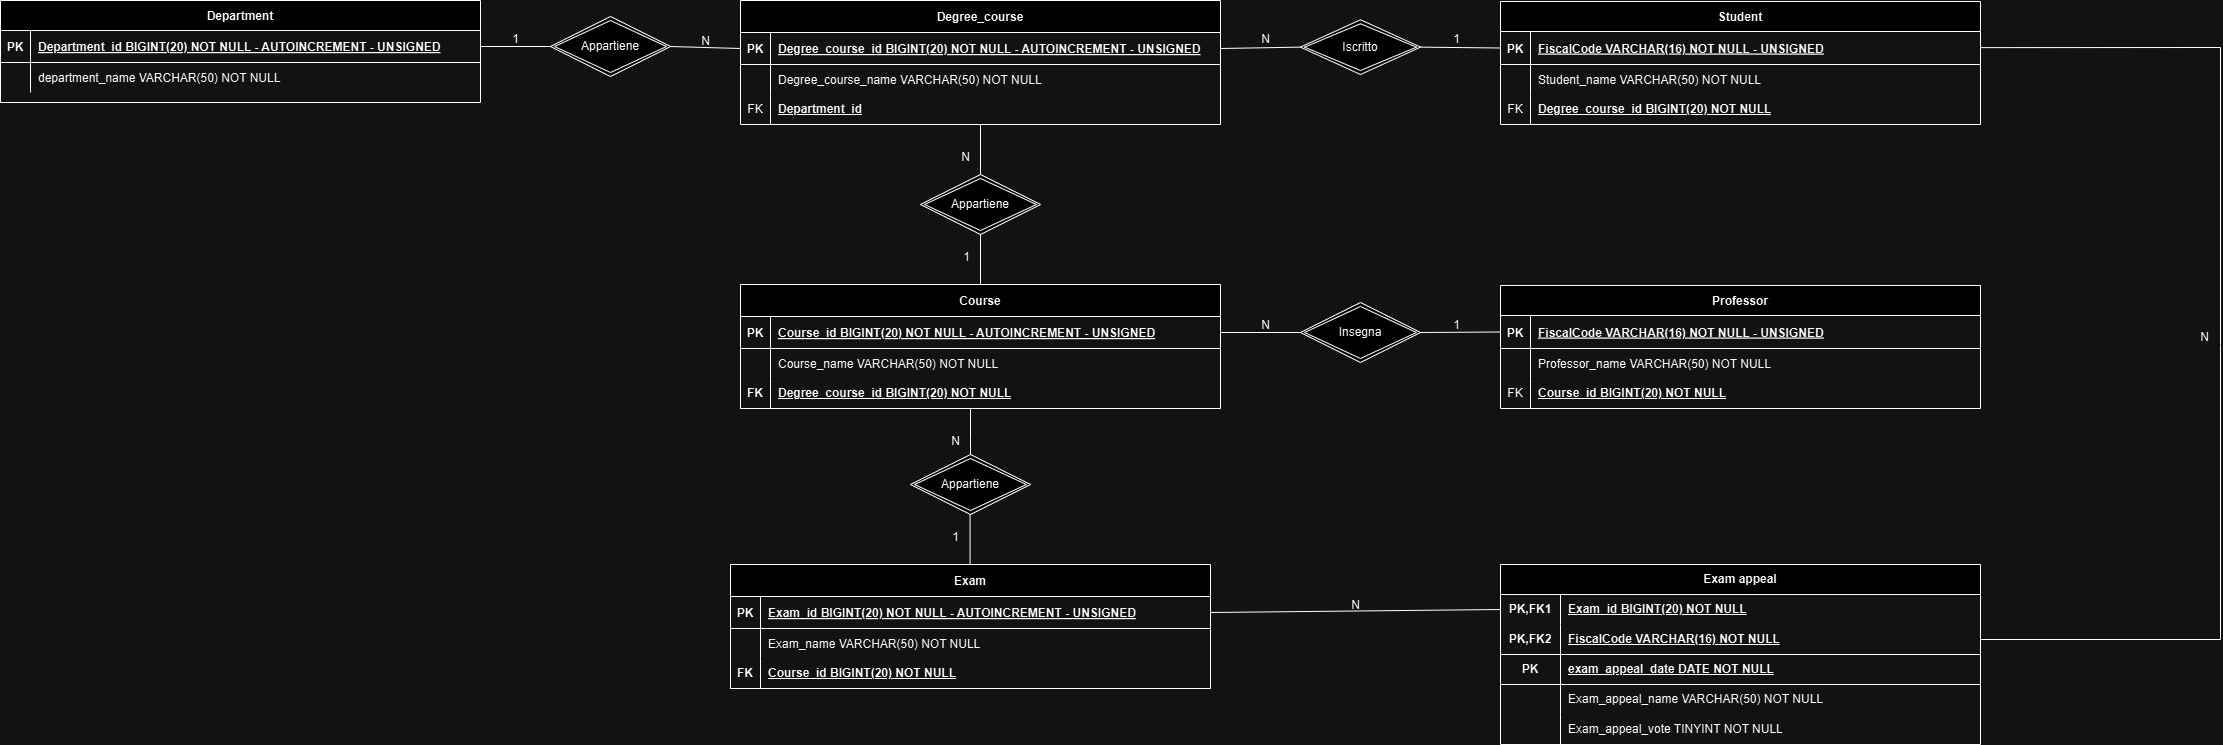 Department
PK Department_id BIGINT(20) NOT NULL - AUTOINCREMENT - UNSIGNED
department_name VARCHAR(50) NOT NULL
1
Appartiene
N
Degree_course
PK Degree_course_id BIGINT(20) NOT NULL - AUTOINCREMENT - UNSIGNED
Degree_course_name VARCHAR(50) NOT NULL
FK Department_id
N
Iscritto
1
Student
PK FiscalCode VARCHAR(16) NOT NULL - UNSIGNED
Student_name VARCHAR(50) NOT NULL
FK Degree_course_id BIGINT(20) NOT NULL
N
Appartiene
1
Course
PK Course_id BIGINT(20) NOT NULL - AUTOINCREMENT - UNSIGNED
Course_name VARCHAR(50) NOT NULL
FK Degree_course_id BIGINT(20) NOT NULL
N
Insegna
1
Professor
PK FiscalCode VARCHAR(16) NOT NULL - UNSIGNED
Professor_name VARCHAR(50) NOT NULL
FK Course_id BIGINT(20) NOT NULL
N
N
Appartiene
1
Exam
PK Exam_id BIGINT(20) NOT NULL - AUTOINCREMENT - UNSIGNED
Exam_name VARCHAR(50) NOT NULL
FK Course_id BIGINT(20) NOT NULL
N
Exam appeal
PK,FK1 Exam_id BIGINT(20) NOT NULL
PK,FK2 FiscalCode VARCHAR(16) NOT NULL
PK exam_appeal_date DATE NOT NULL
Exam_appeal_name VARCHAR(50) NOT NULL
Exam_appeal_vote TINYINT NOT NULL